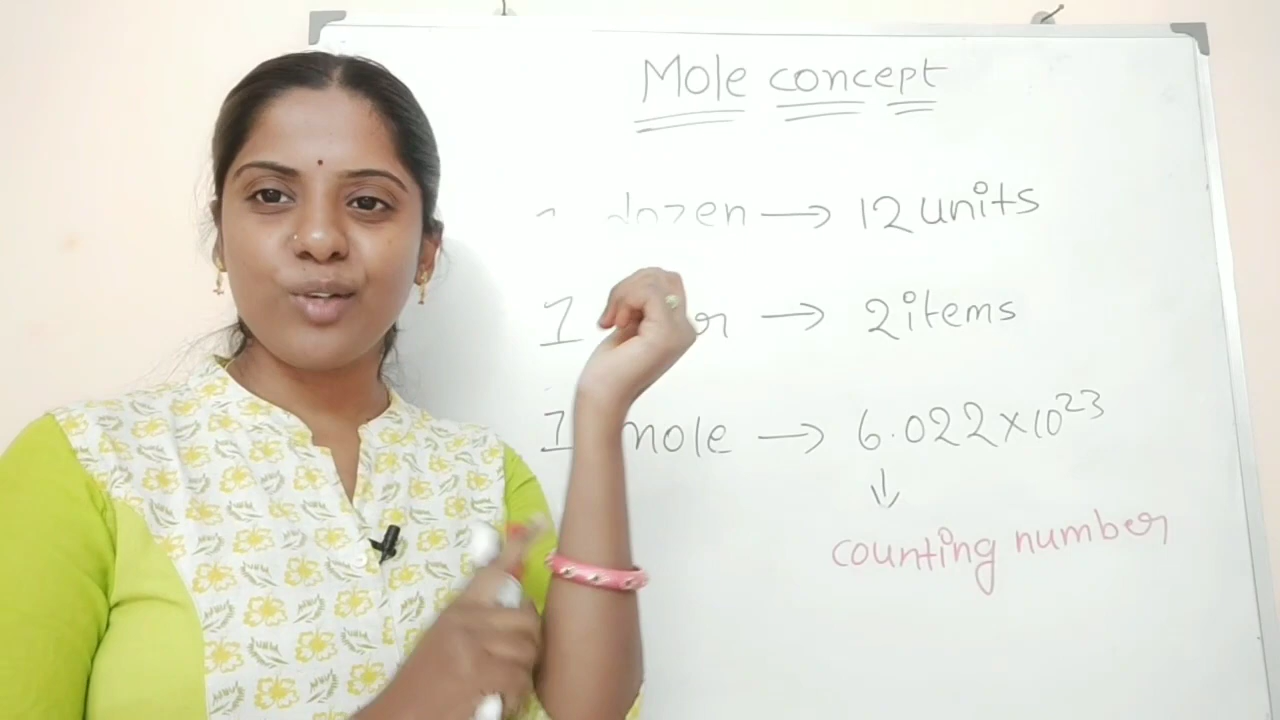 Mole concept
dozen → 12 units
1 → 2 items
1 mole → 6.022×10²³
↓
counting number